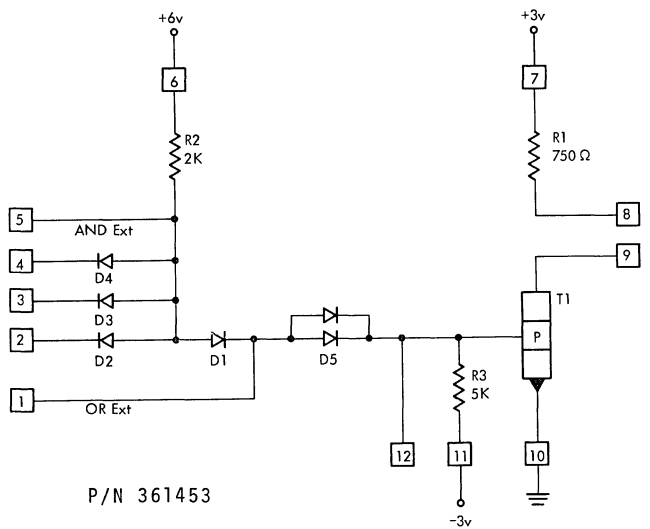 +6v
+3v
6
7
R2
2K
R1
750 Ω
5
AND Ext
8
4
D4
9
3
D3
T1
2
D2
D1
D5
P
R3
5K
1
OR Ext
12
11
10
P/N 361453
−3v